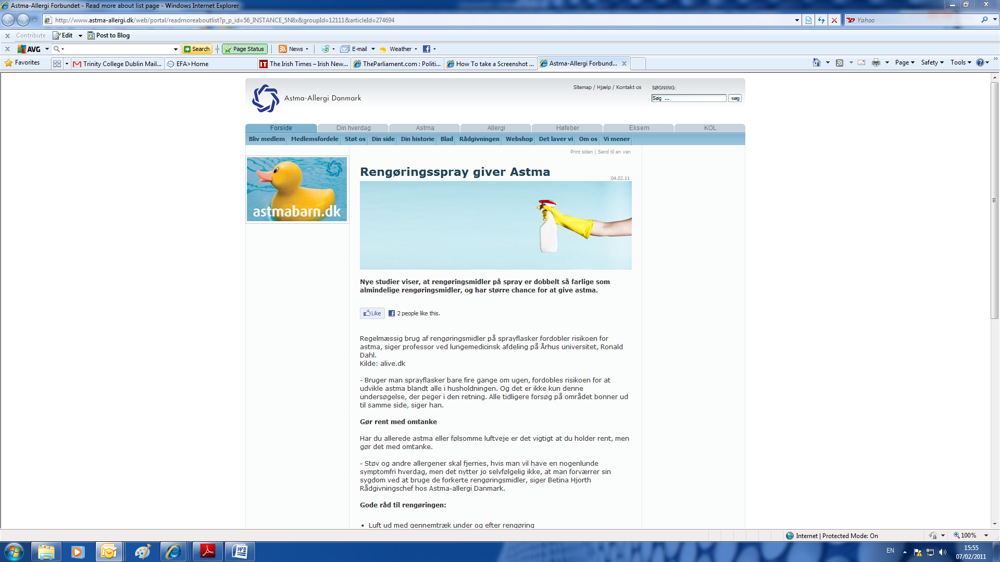 Astma-Allergi Forbundet - Read more about list page - Windows Internet Explorer
http://www.astma-allergi.dk/web/portal/readmoreaboutlist?p_p_id=56_INSTANCE_5N8x&groupId=12111&articleId=274694
Yahoo
x Contribute Edit Post to Blog
x AVG Search Page Status News E-mail Weather
Favorites Trinity College Dublin Mail... EFA>Home The Irish Times – Irish New... TheParliament.com : Politi... How To take a Screenshot ... Astma-Allergi Forbund... Page Safety Tools
Sitemap / Hjælp / Kontakt os SØGNING:
Astma-Allergi Danmark
Søg ... søg
Forside Din hverdag Astma Allergi Høfeber Eksem KOL
Bliv medlem Medlemsfordele Støt os Din side Din historie Blad Rådgivningen Webshop Det laver vi Om os Vi mener
Print siden | Send til en ven
astmabarn.dk
Rengøringsspray giver Astma
04.02.11
Nye studier viser, at rengøringsmidler på spray er dobbelt så farlige som
almindelige rengøringsmidler, og har større chance for at give astma.
Like 2 people like this.
Regelmæssig brug af rengøringsmidler på sprayflasker fordobler risikoen for
astma, siger professor ved lungemedicinsk afdeling på Århus universitet, Ronald
Dahl.
Kilde: alive.dk
- Bruger man sprayflasker bare fire gange om ugen, fordobles risikoen for at
udvikle astma blandt alle i husholdningen. Og det er ikke kun denne
undersøgelse, der peger i den retning. Alle tidligere forsøg på området bonner ud
til samme side, siger han.
Gør rent med omtanke
Har du allerede astma eller følsomme luftveje er det vigtigt at du holder rent, men
gør det med omtanke.
- Støv og andre allergener skal fjernes, hvis man vil have en nogenlunde
symptomfri hverdag, men det nytter jo selvfølgelig ikke, at man forværrer sin
sygdom ved at bruge de forkerte rengøringsmidler, siger Betina Hjorth
Rådgivningschef hos Astma-allergi Danmark.
Gode råd til rengøringen:
• Luft ud med gennemtræk under og efter rengøring
Internet | Protected Mode: On 100%
EN 15:55
07/02/2011